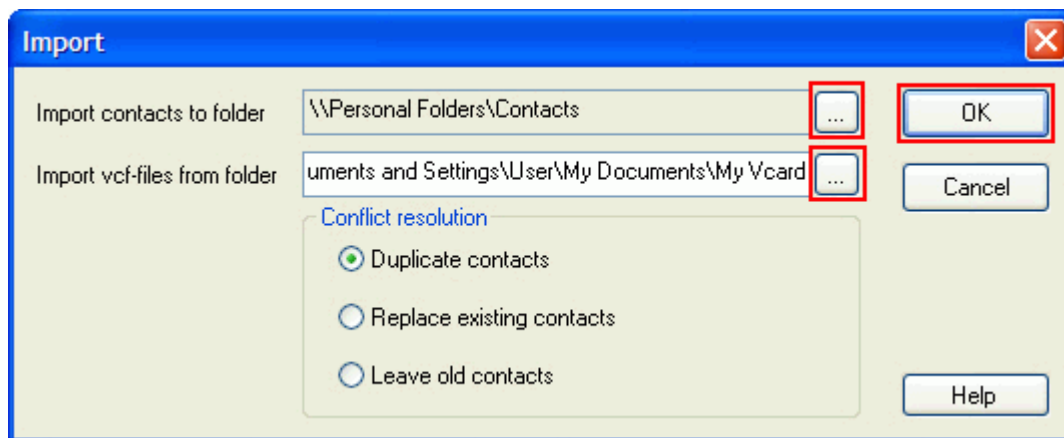 Import
Import contacts to folder \\Personal Folders\Contacts ... OK
Import vcf-files from folder uments and Settings\User\My Documents\My Vcard ... Cancel
Conflict resolution
Duplicate contacts
Replace existing contacts
Leave old contacts
Help